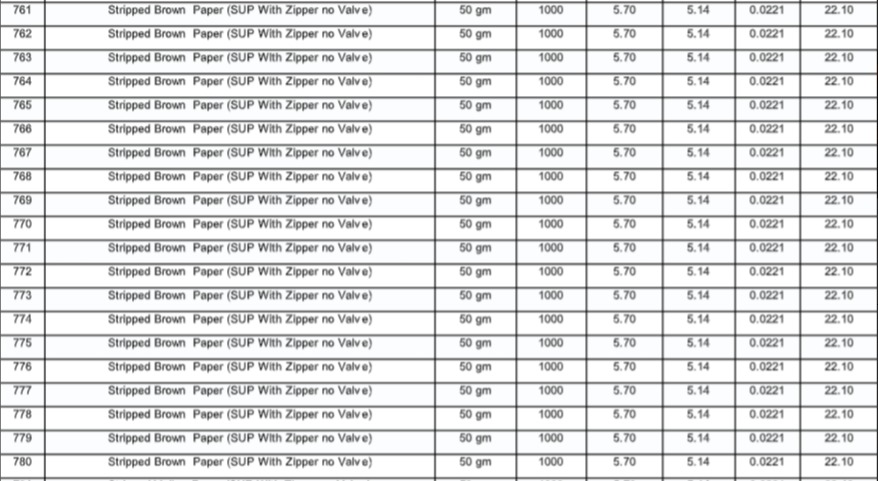 761 Stripped Brown Paper (SUP With Zipper no Valve) 50 gm 1000 5.70 5.14 0.0221 22.10
762 Stripped Brown Paper (SUP With Zipper no Valve) 50 gm 1000 5.70 5.14 0.0221 22.10
763 Stripped Brown Paper (SUP With Zipper no Valve) 50 gm 1000 5.70 5.14 0.0221 22.10
764 Stripped Brown Paper (SUP With Zipper no Valve) 50 gm 1000 5.70 5.14 0.0221 22.10
765 Stripped Brown Paper (SUP With Zipper no Valve) 50 gm 1000 5.70 5.14 0.0221 22.10
766 Stripped Brown Paper (SUP With Zipper no Valve) 50 gm 1000 5.70 5.14 0.0221 22.10
767 Stripped Brown Paper (SUP With Zipper no Valve) 50 gm 1000 5.70 5.14 0.0221 22.10
768 Stripped Brown Paper (SUP With Zipper no Valve) 50 gm 1000 5.70 5.14 0.0221 22.10
769 Stripped Brown Paper (SUP With Zipper no Valve) 50 gm 1000 5.70 5.14 0.0221 22.10
770 Stripped Brown Paper (SUP With Zipper no Valve) 50 gm 1000 5.70 5.14 0.0221 22.10
771 Stripped Brown Paper (SUP With Zipper no Valve) 50 gm 1000 5.70 5.14 0.0221 22.10
772 Stripped Brown Paper (SUP With Zipper no Valve) 50 gm 1000 5.70 5.14 0.0221 22.10
773 Stripped Brown Paper (SUP With Zipper no Valve) 50 gm 1000 5.70 5.14 0.0221 22.10
774 Stripped Brown Paper (SUP With Zipper no Valve) 50 gm 1000 5.70 5.14 0.0221 22.10
775 Stripped Brown Paper (SUP With Zipper no Valve) 50 gm 1000 5.70 5.14 0.0221 22.10
776 Stripped Brown Paper (SUP With Zipper no Valve) 50 gm 1000 5.70 5.14 0.0221 22.10
777 Stripped Brown Paper (SUP With Zipper no Valve) 50 gm 1000 5.70 5.14 0.0221 22.10
778 Stripped Brown Paper (SUP With Zipper no Valve) 50 gm 1000 5.70 5.14 0.0221 22.10
779 Stripped Brown Paper (SUP With Zipper no Valve) 50 gm 1000 5.70 5.14 0.0221 22.10
780 Stripped Brown Paper (SUP With Zipper no Valve) 50 gm 1000 5.70 5.14 0.0221 22.10